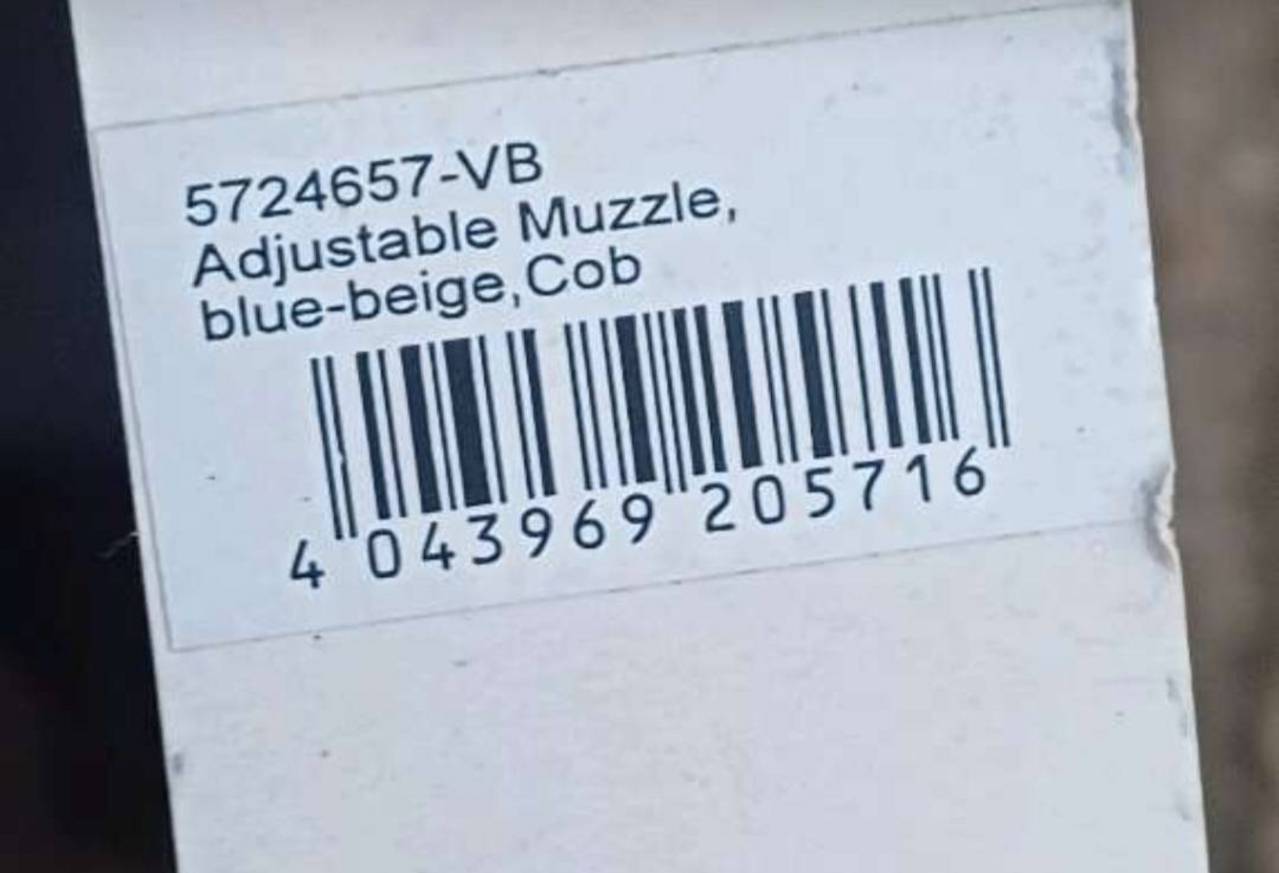 5724657-VB
Adjustable Muzzle,
blue-beige,Cob
4 043969 205716